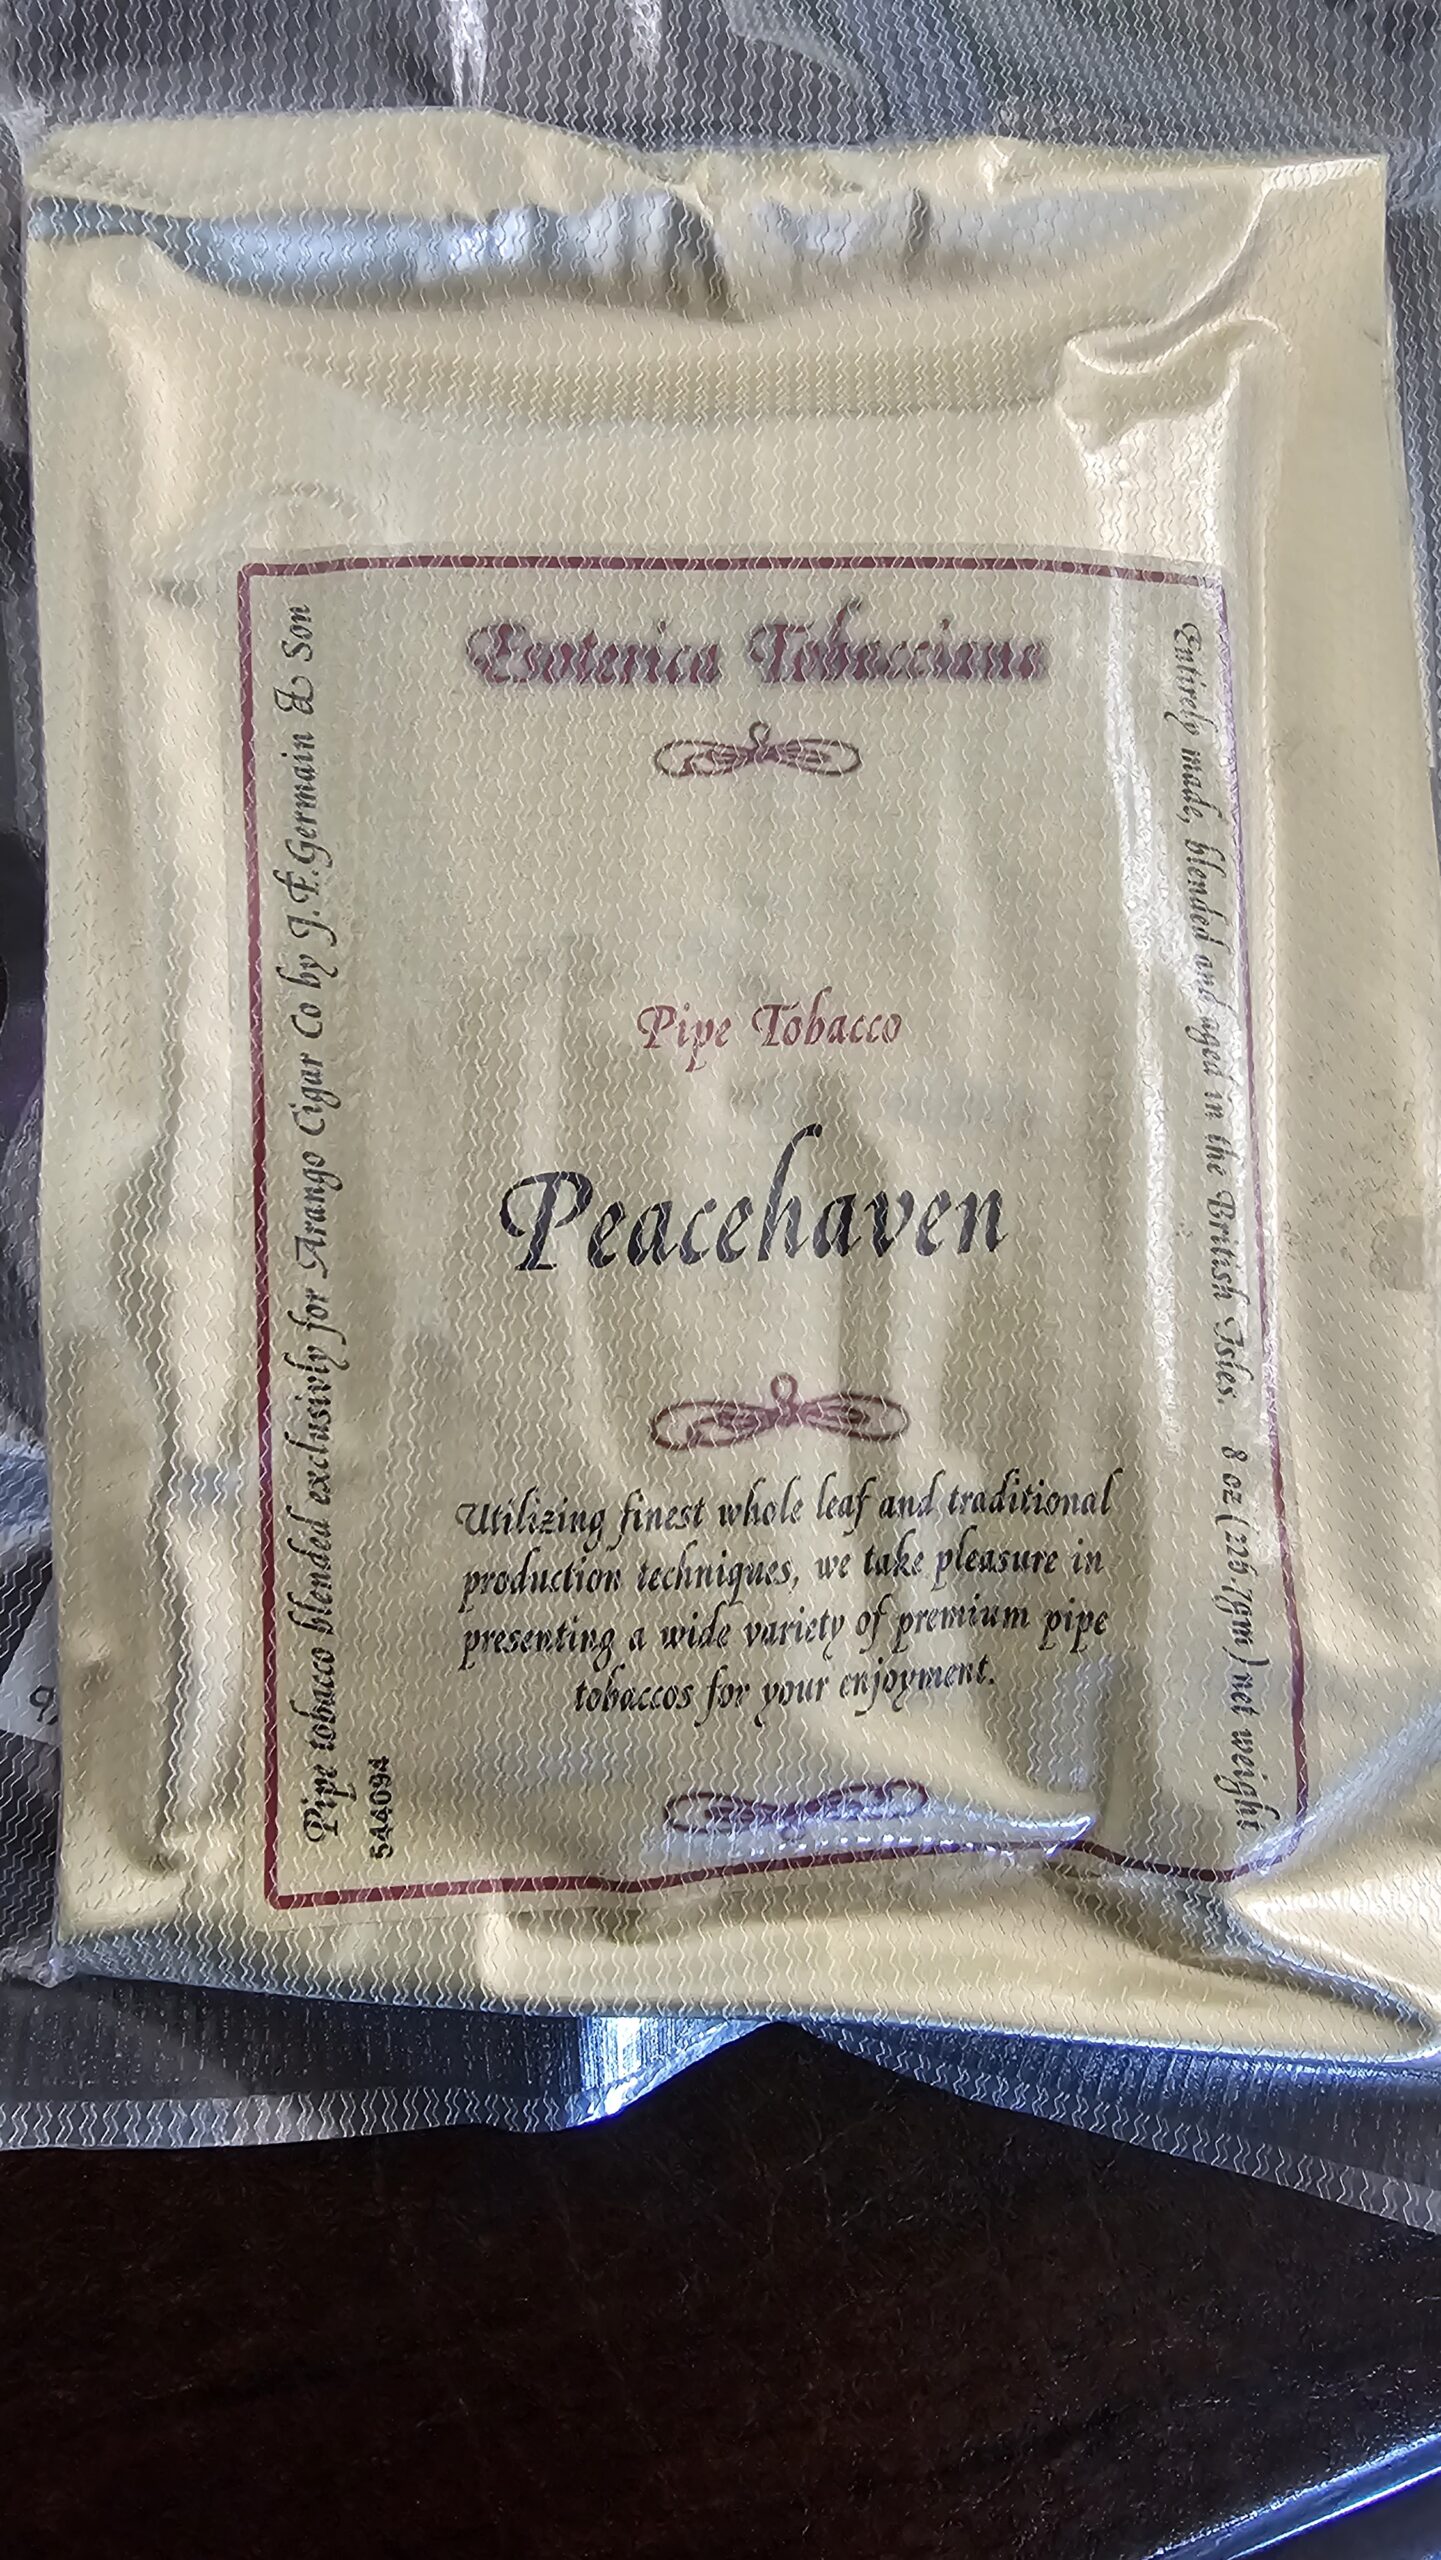 Esoterica Tobacciana
Pipe Tobacco
Peacehaven
Utilizing finest whole leaf and traditional
production techniques, we take pleasure in
presenting a wide variety of premium pipe
tobaccos for your enjoyment.
Pipe tobacco blended exclusivly for Arango Cigar Co by J.F.Germain & Son
544094
Entirely made, blended and aged in the British Isles. 8 oz (226.7gm) net weight